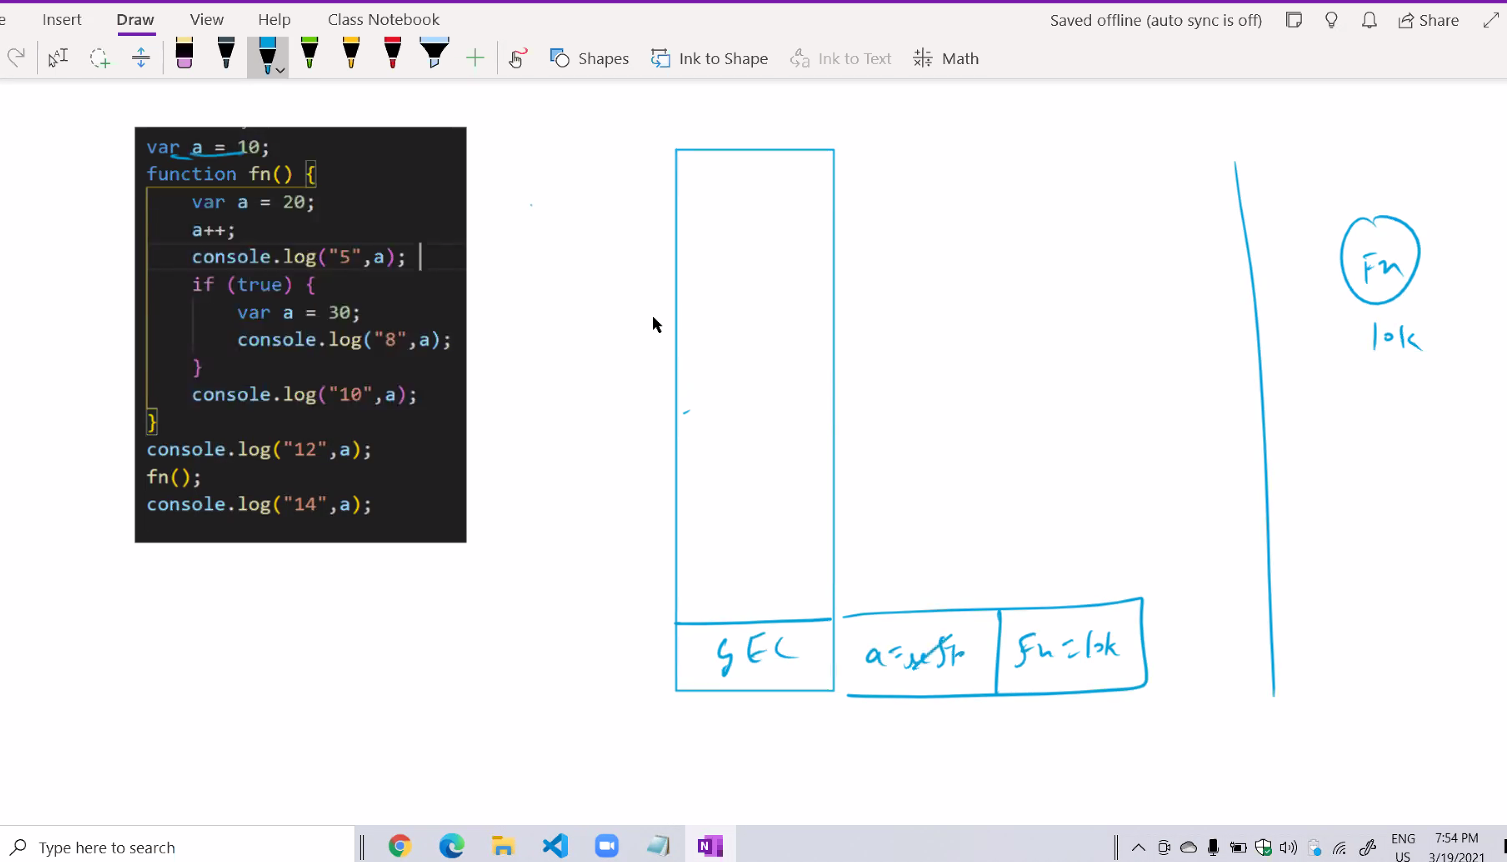 Insert Draw View Help Class Notebook Saved offline (auto sync is off) Share
Shapes Ink to Shape Ink to Text Math
var a = 10;
function fn() {
var a = 20;
a++;
console.log("5",a);
if (true) {
var a = 30;
console.log("8",a);
}
console.log("10",a);
}
console.log("12",a);
fn();
console.log("14",a);
Fn
10k
GEC
a=
Fn = 10k
Type here to search
ENG
US
7:54 PM
3/19/2021